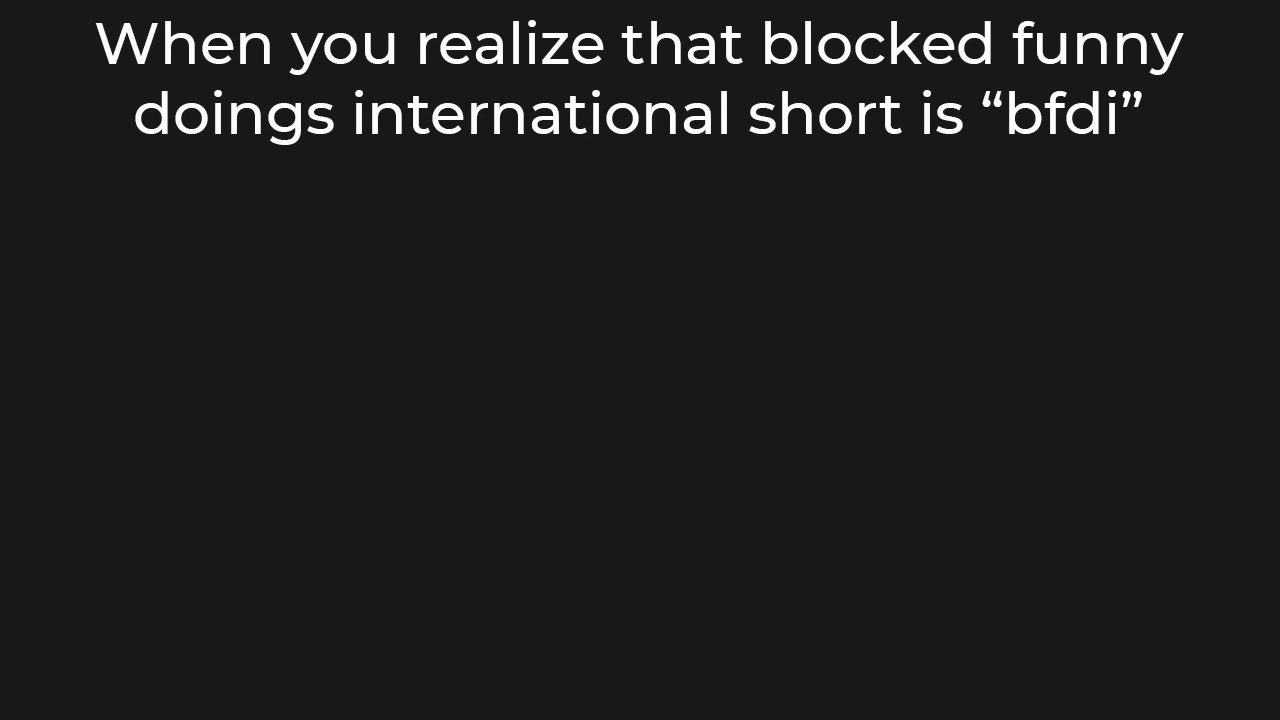 When you realize that blocked funny
doings international short is “bfdi”